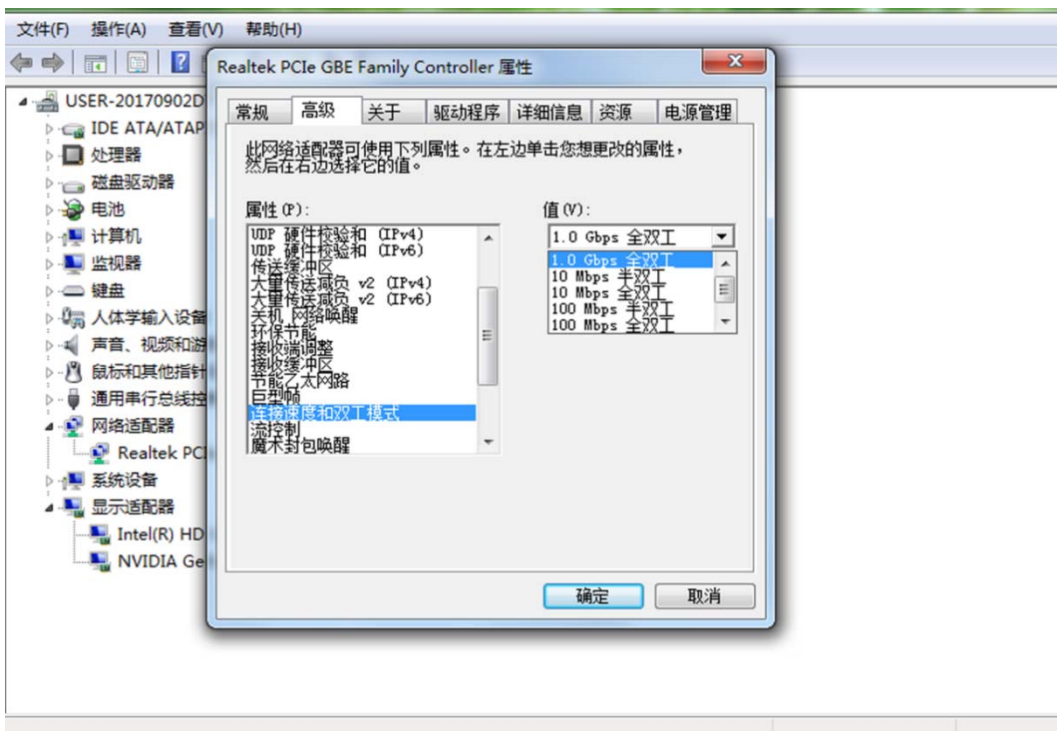 文件(F) 操作(A) 查看(V) 帮助(H)
Realtek PCIe GBE Family Controller 属性
USER-20170902D
IDE ATA/ATAP
处理器
磁盘驱动器
电池
计算机
监视器
键盘
人体学输入设备
声音、视频和游
鼠标和其他指针
通用串行总线控
网络适配器
Realtek PCI
系统设备
显示适配器
Intel(R) HD
NVIDIA Ge
常规 高级 关于 驱动程序 详细信息 资源 电源管理
此网络适配器可使用下列属性。在左边单击您想更改的属性，
然后在右边选择它的值。
属性(P):
UDP 硬件校验和 (IPv4)
UDP 硬件校验和 (IPv6)
传送缓冲区
大量传送减负 v2 (IPv4)
大量传送减负 v2 (IPv6)
关机 网络唤醒
环保节能
接收端调整
接收缓冲区
节能乙太网路
巨型帧
连接速度和双工模式
流控制
魔术封包唤醒
值(V):
1.0 Gbps 全双工
1.0 Gbps 全双工
10 Mbps 半双工
10 Mbps 全双工
100 Mbps 半双工
100 Mbps 全双工
确定 取消